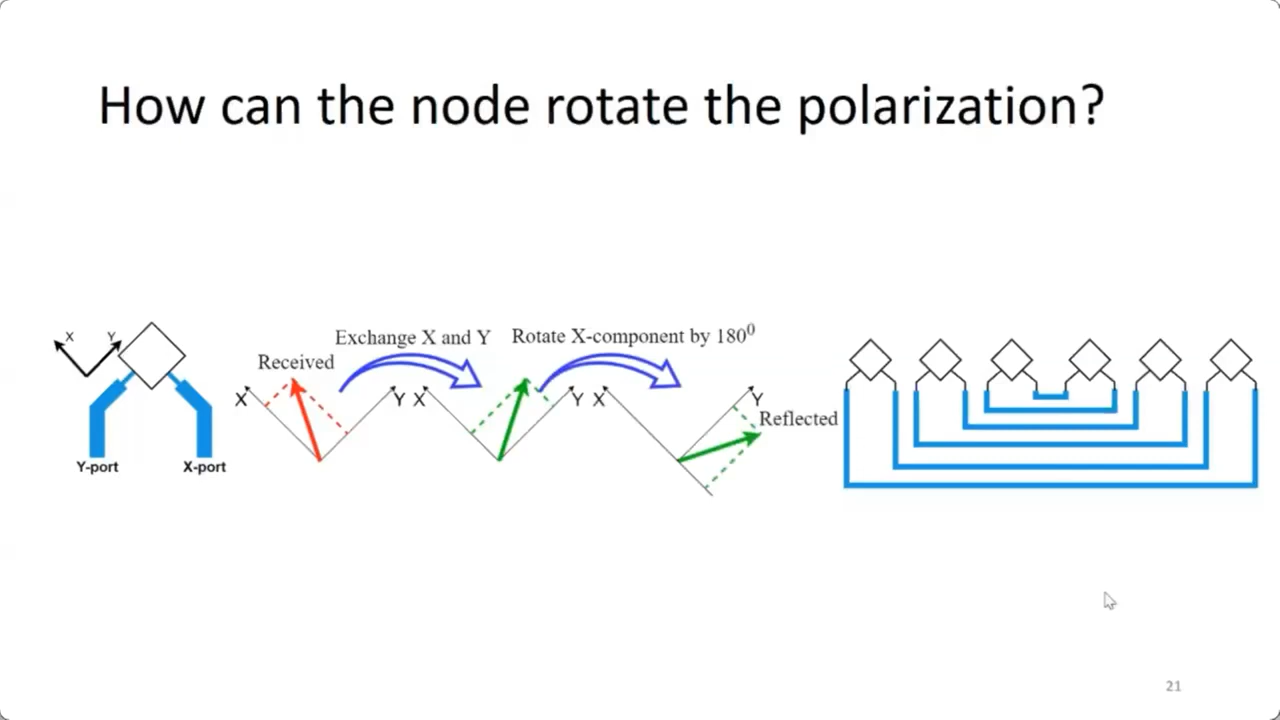 How can the node rotate the polarization?
X Y
Y-port X-port
Received
X Y
Exchange X and Y
X Y
Rotate X-component by 180⁰
X Y
Reflected
21